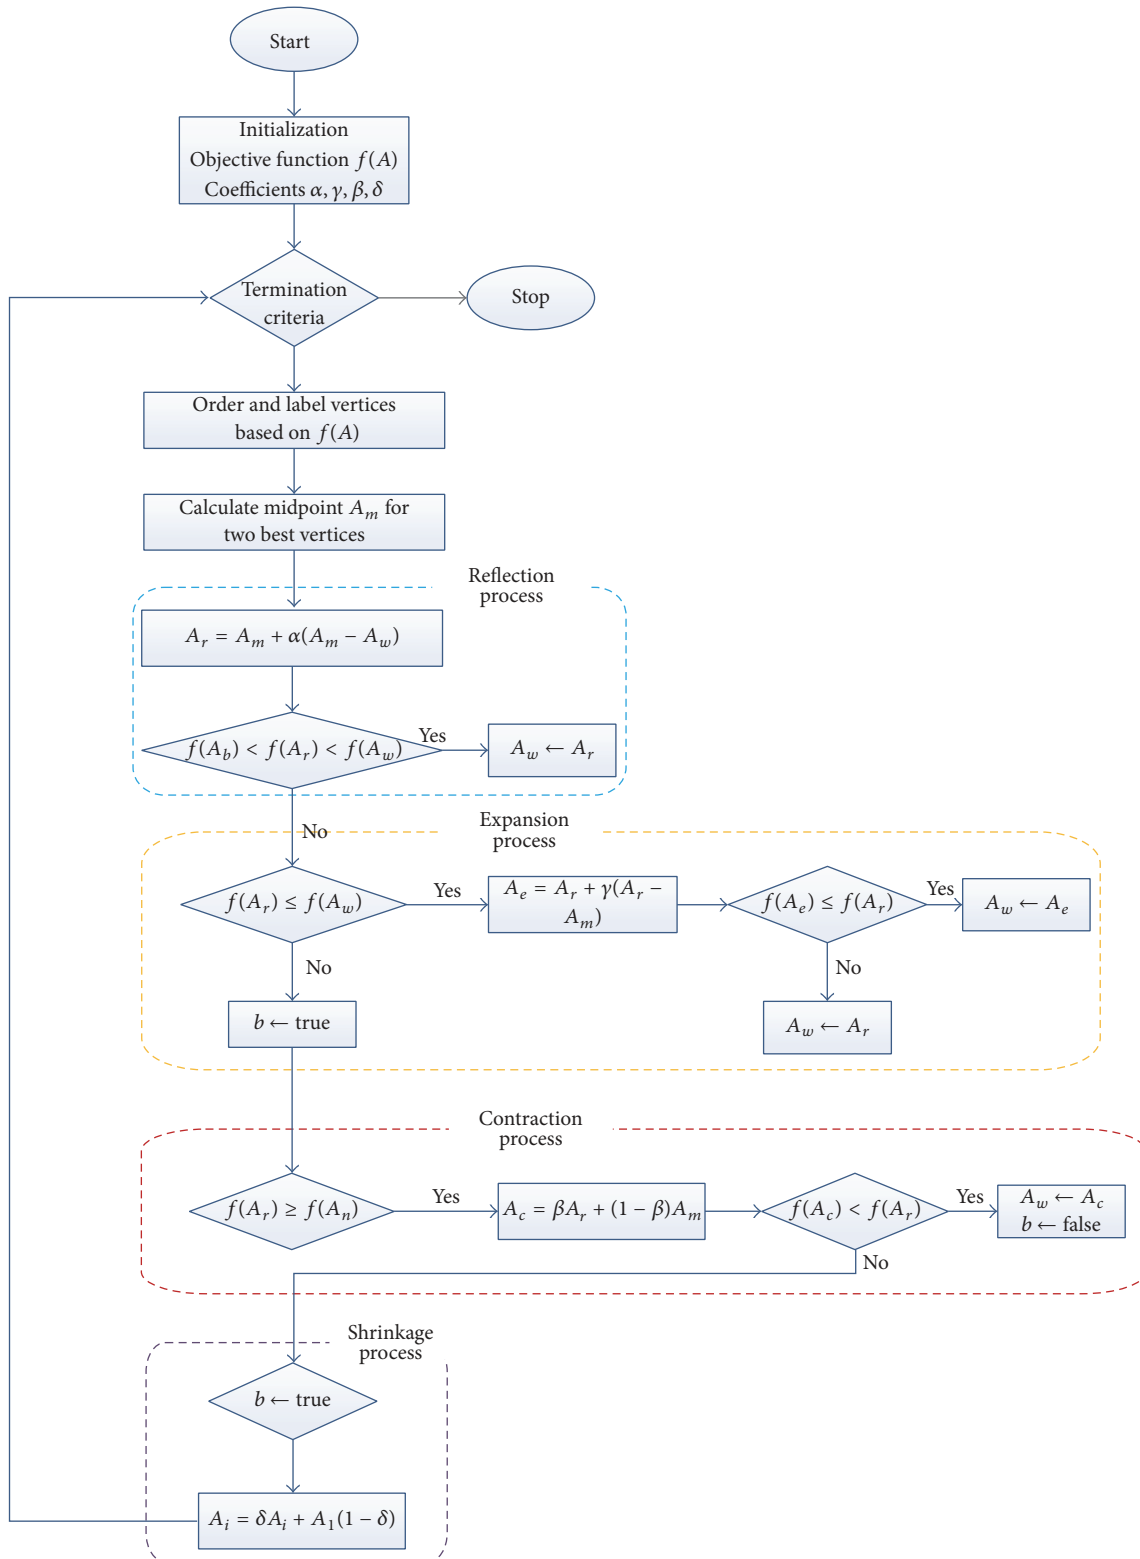 Start
Initialization
Objective function f(A)
Coefficients α, γ, β, δ
Termination
criteria
Stop
Order and label vertices
based on f(A)
Calculate midpoint A_m for
two best vertices
Reflection
process
A_r = A_m + α(A_m − A_w)
f(A_b) < f(A_r) < f(A_w)
Yes
A_w ← A_r
No
Expansion
process
f(A_r) ≤ f(A_w)
Yes
A_e = A_r + γ(A_r −
A_m)
f(A_e) ≤ f(A_r)
Yes
A_w ← A_e
No
No
b ← true
A_w ← A_r
Contraction
process
f(A_r) ≥ f(A_n)
Yes
A_c = βA_r + (1 − β)A_m
f(A_c) < f(A_r)
Yes
A_w ← A_c
b ← false
No
Shrinkage
process
b ← true
A_i = δA_i + A_1(1 − δ)